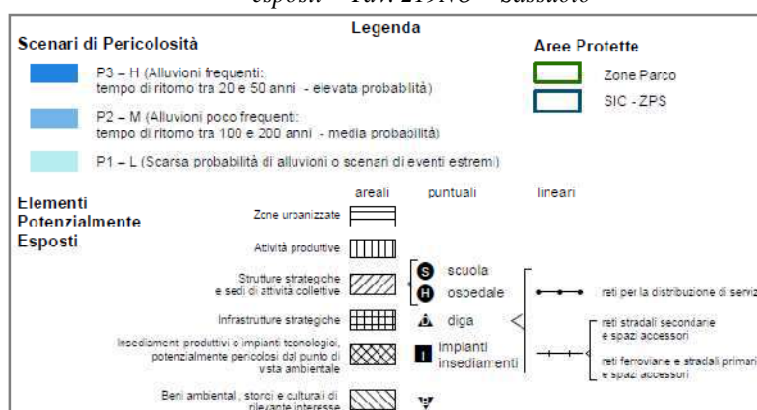 esposti – Tav. 219NO – Sassuolo
Legenda
Scenari di Pericolosità
P3 – H (Alluvioni frequenti:
tempo di ritorno tra 20 e 50 anni - elevata probabilità)
P2 – M (Alluvioni poco frequenti:
tempo di ritorno tra 100 e 200 anni - media probabilità)
P1 – L (Scarsa probabilità di alluvioni o scenari di eventi estremi)
Aree Protette
Zone Parco
SIC - ZPS
Elementi
Potenzialmente
Esposti
areali
puntuali
lineari
Zone urbanizzate
Attività produttive
Strutture strategiche
e sedi di attività collettive
Infrastrutture strategiche
Insediamenti produttivi o impianti tecnologici,
potenzialmente pericolosi dal punto di
vista ambientale
Beni ambientali, storici e culturali di
rilevante interesse
S scuola
H ospedale
D diga
I Impianti
insediamenti
reti per la distribuzione di serviz
reti stradali secondarie
e spazi accessori
reti ferroviarie e stradali primari
e spazi accessori